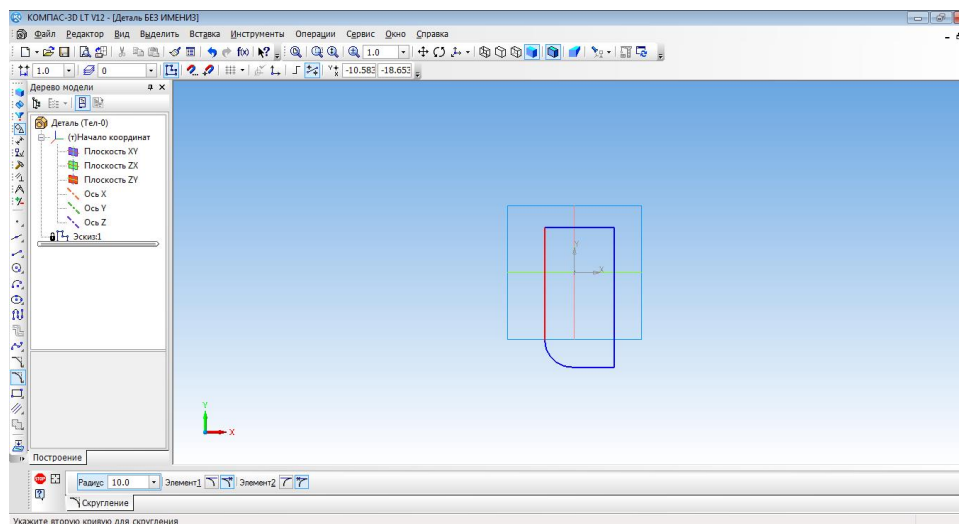 КОМПАС-3D LT V12 - [Деталь БЕЗ ИМЕНИ3]
Файл Редактор Вид Выделить Вставка Инструменты Операции Сервис Окно Справка
f(x) 1.0
1.0 0 -10.583 -18.653
Дерево модели
Деталь (Тел-0)
(т)Начало координат
Плоскость XY
Плоскость ZX
Плоскость ZY
Ось X
Ось Y
Ось Z
Эскиз:1
Y
X
Y
X
Построение
Радиус 10.0 Элемент1 Элемент2
Скругление
Укажите вторую кривую для скругления